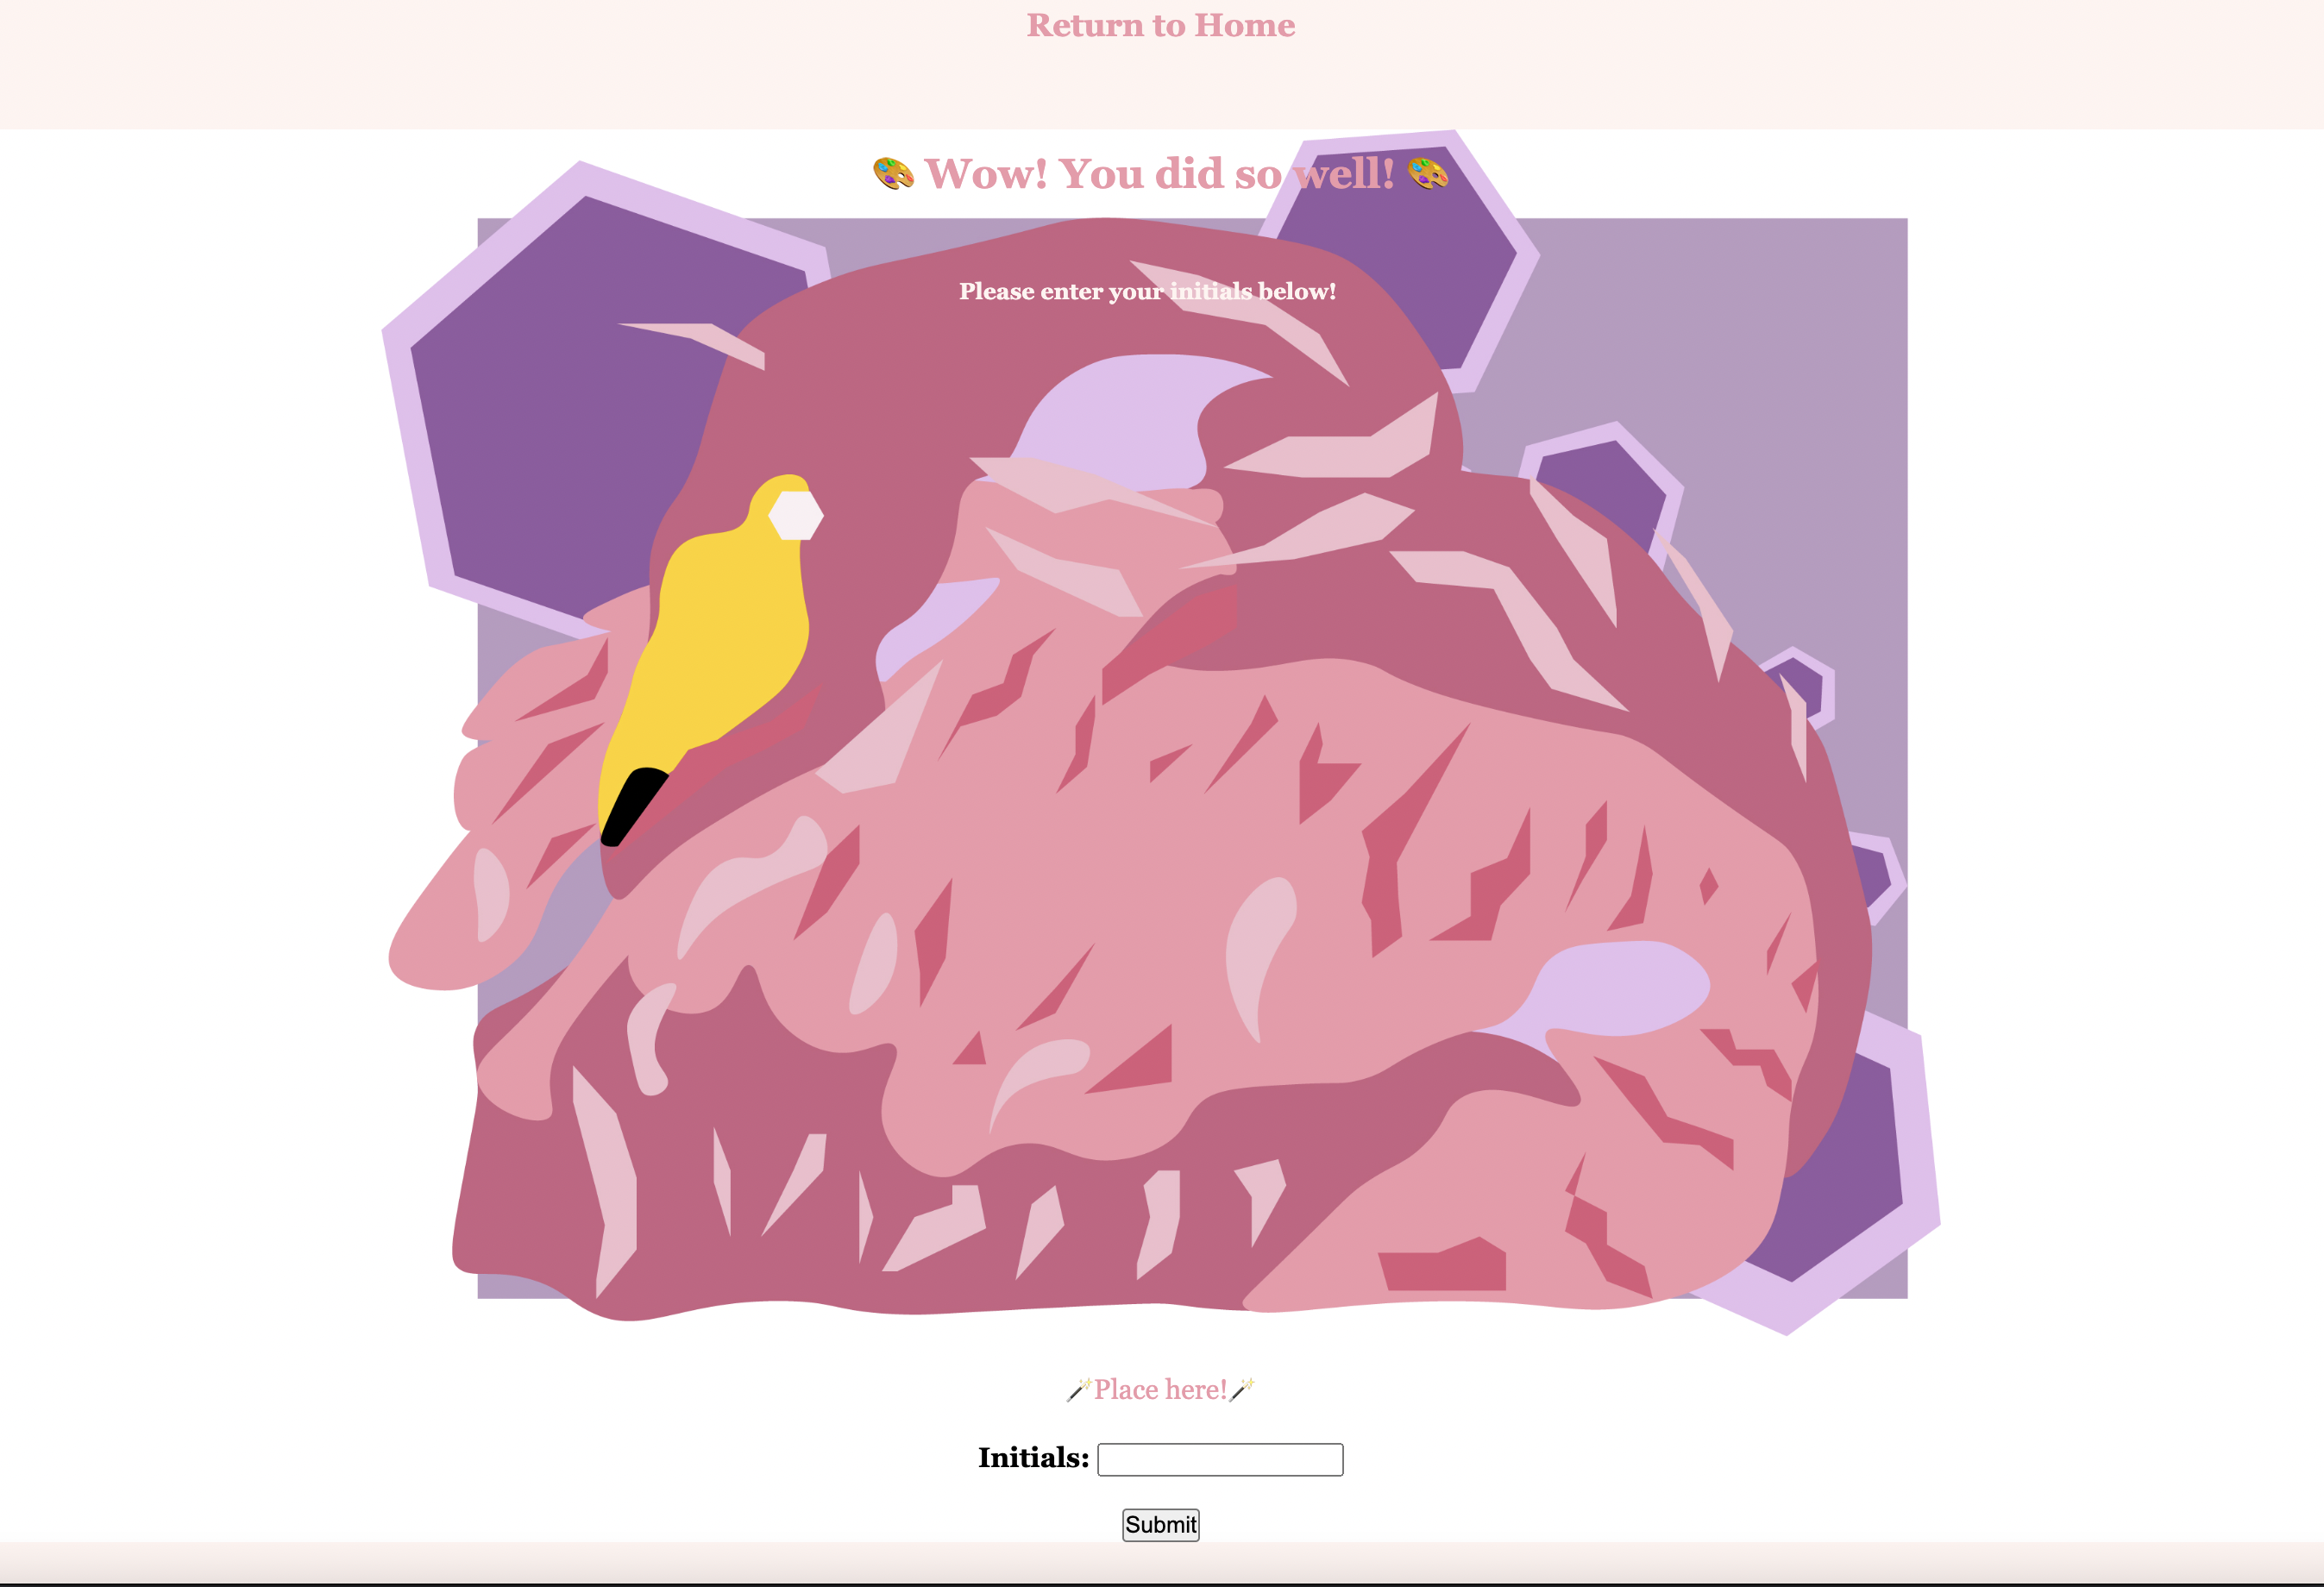 Return to Home
🎨 Wow! You did so well! 🎨
Please enter your initials below!
🪄Place here!🪄
Initials:
Submit